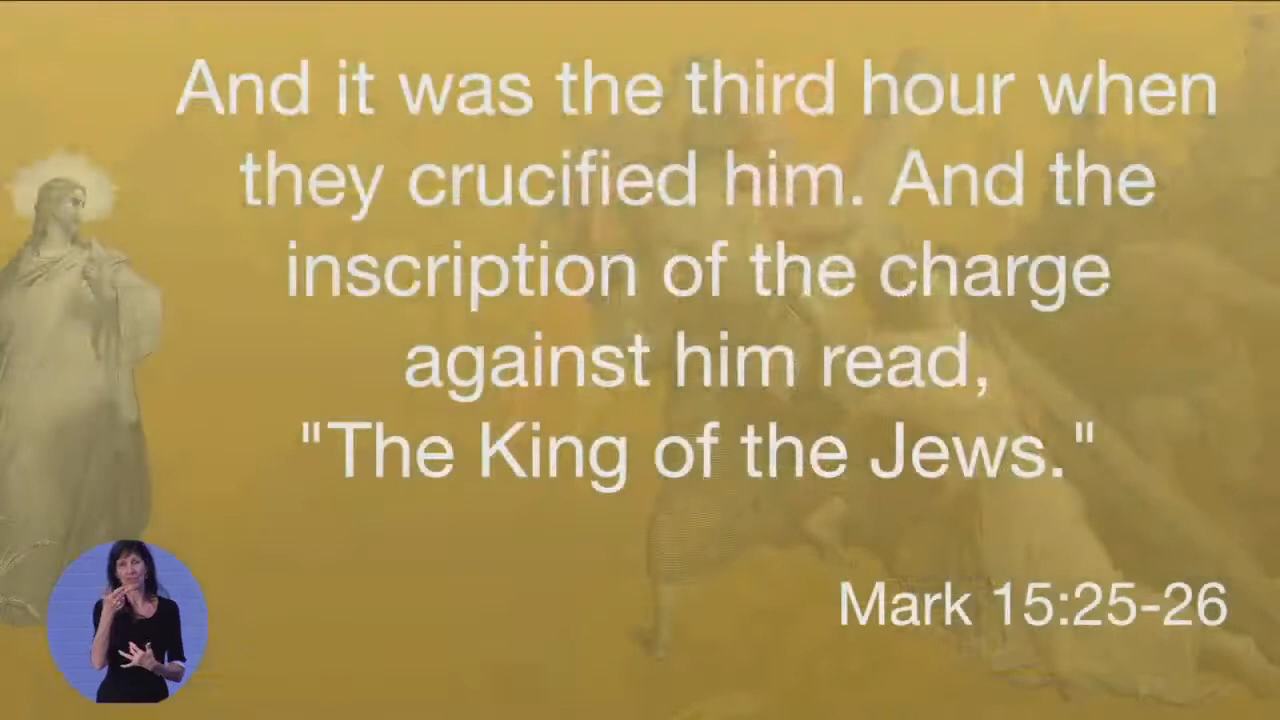 And it was the third hour when
they crucified him. And the
inscription of the charge
against him read,
"The King of the Jews."
Mark 15:25-26